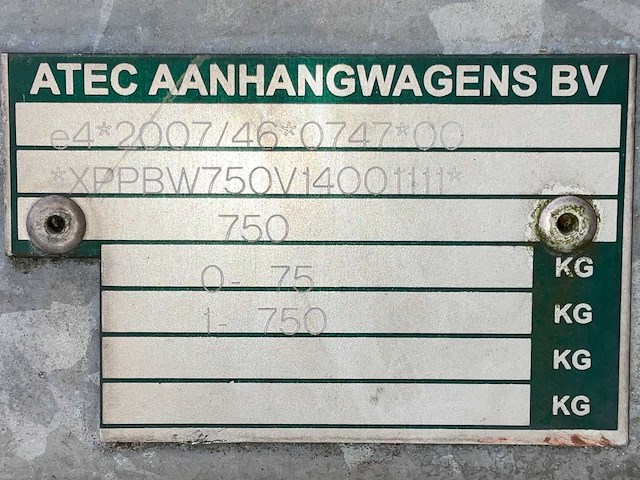 ATEC AANHANGWAGENS BV
e4*2007/46*0747*00
*XPPBW750V14001111*
750
0- 75 KG
1- 750 KG
KG
KG